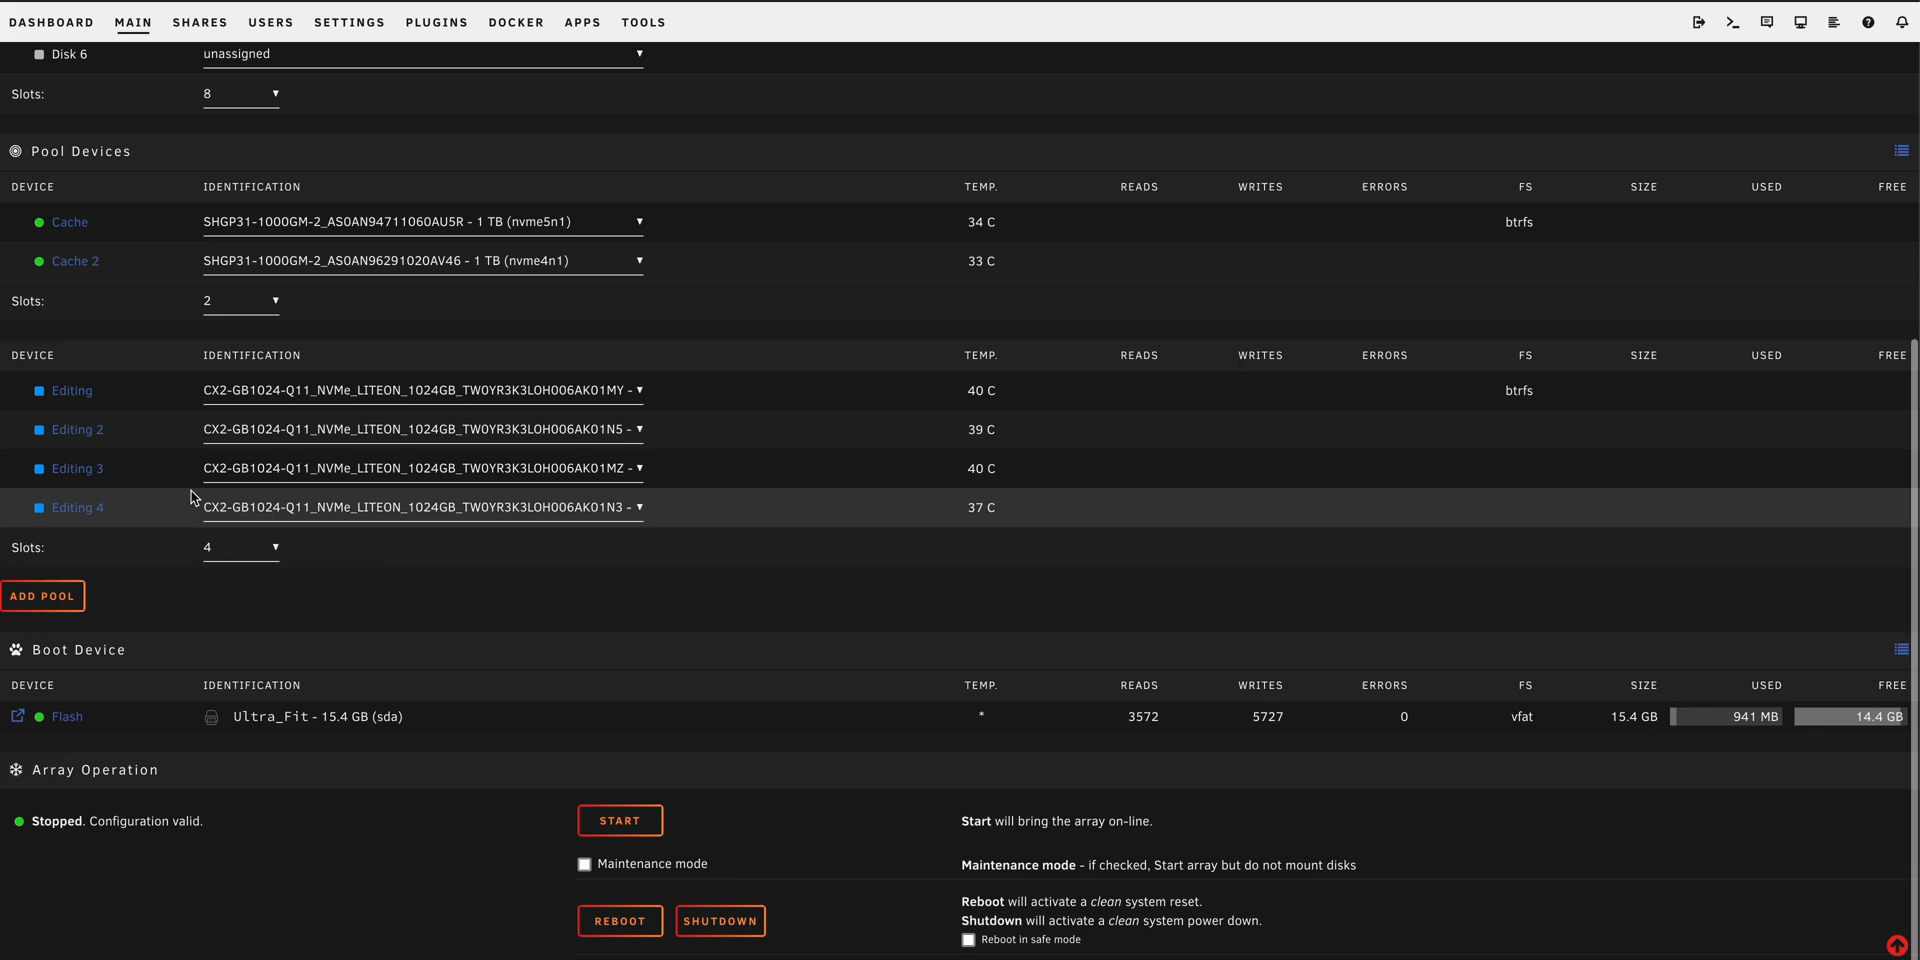 DASHBOARD MAIN SHARES USERS SETTINGS PLUGINS DOCKER APPS TOOLS
Disk 6 unassigned
Slots: 8
Pool Devices
DEVICE IDENTIFICATION TEMP. READS WRITES ERRORS FS SIZE USED FREE
Cache SHGP31-1000GM-2_AS0AN94711060AU5R - 1 TB (nvme5n1) 34 C btrfs
Cache 2 SHGP31-1000GM-2_AS0AN96291020AV46 - 1 TB (nvme4n1) 33 C
Slots: 2
DEVICE IDENTIFICATION TEMP. READS WRITES ERRORS FS SIZE USED FREE
Editing CX2-GB1024-Q11_NVMe_LITEON_1024GB_TW0YR3K3LOH006AK01MY - 40 C btrfs
Editing 2 CX2-GB1024-Q11_NVMe_LITEON_1024GB_TW0YR3K3LOH006AK01N5 - 39 C
Editing 3 CX2-GB1024-Q11_NVMe_LITEON_1024GB_TW0YR3K3LOH006AK01MZ - 40 C
Editing 4 CX2-GB1024-Q11_NVMe_LITEON_1024GB_TW0YR3K3LOH006AK01N3 - 37 C
Slots: 4
ADD POOL
Boot Device
DEVICE IDENTIFICATION TEMP. READS WRITES ERRORS FS SIZE USED FREE
Flash Ultra_Fit - 15.4 GB (sda) * 3572 5727 0 vfat 15.4 GB 941 MB 14.4 GB
Array Operation
Stopped. Configuration valid. START Start will bring the array on-line.
Maintenance mode Maintenance mode - if checked, Start array but do not mount disks
Reboot will activate a clean system reset.
REBOOT SHUTDOWN Shutdown will activate a clean system power down.
Reboot in safe mode